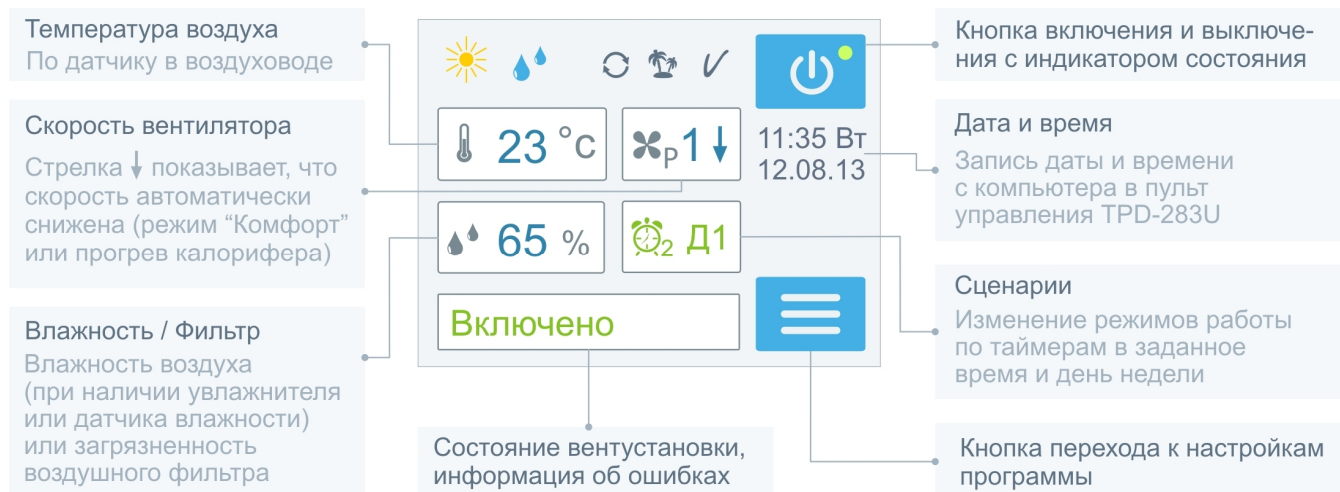 Температура воздуха
По датчику в воздуховоде
Скорость вентилятора
Стрелка ↓ показывает, что
скорость автоматически
снижена (режим “Комфорт”
или прогрев калорифера)
Влажность / Фильтр
Влажность воздуха
(при наличии увлажнителя
или датчика влажности)
или загрязненность
воздушного фильтра
23 °c
P1↓
11:35 Вт
12.08.13
65 %
2 Д1
Включено
Состояние вентустановки,
информация об ошибках
Кнопка включения и выключе-
ния с индикатором состояния
Дата и время
Запись даты и времени
с компьютера в пульт
управления TPD-283U
Сценарии
Изменение режимов работы
по таймерам в заданное
время и день недели
Кнопка перехода к настройкам
программы